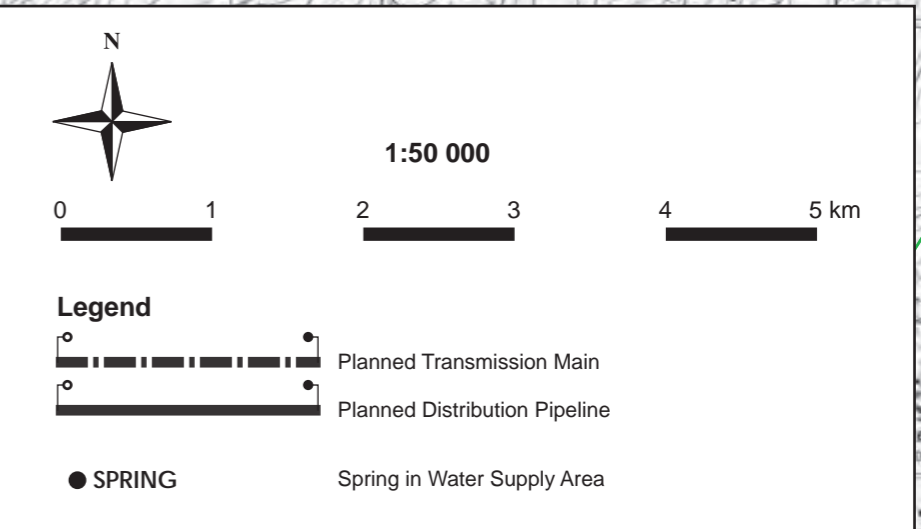 N
1:50 000
0 1 2 3 4 5 km
Legend
Planned Transmission Main
Planned Distribution Pipeline
SPRING Spring in Water Supply Area